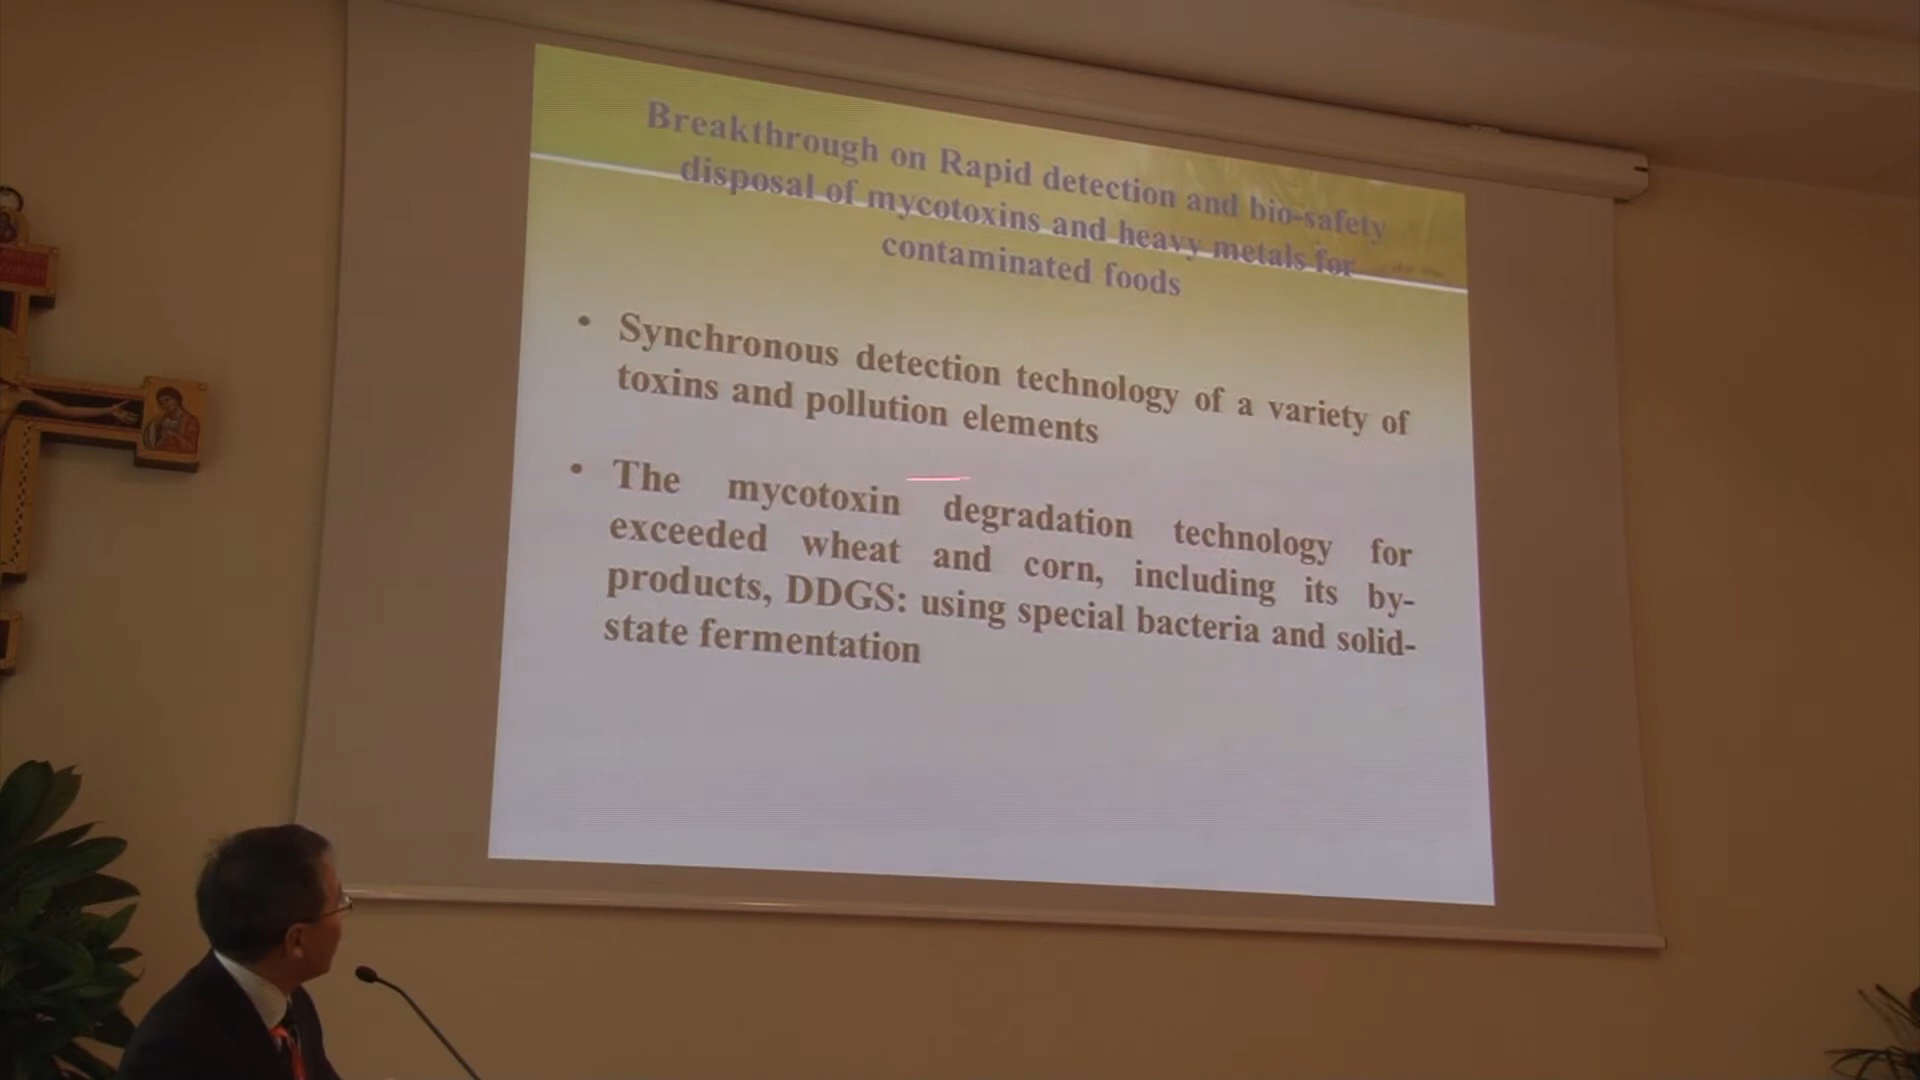 Breakthrough on Rapid detection and bio-safety
disposal of mycotoxins and heavy metals for
contaminated foods
• Synchronous detection technology of a variety of
toxins and pollution elements
• The mycotoxin degradation technology for
exceeded wheat and corn, including its by-
products, DDGS: using special bacteria and solid-
state fermentation